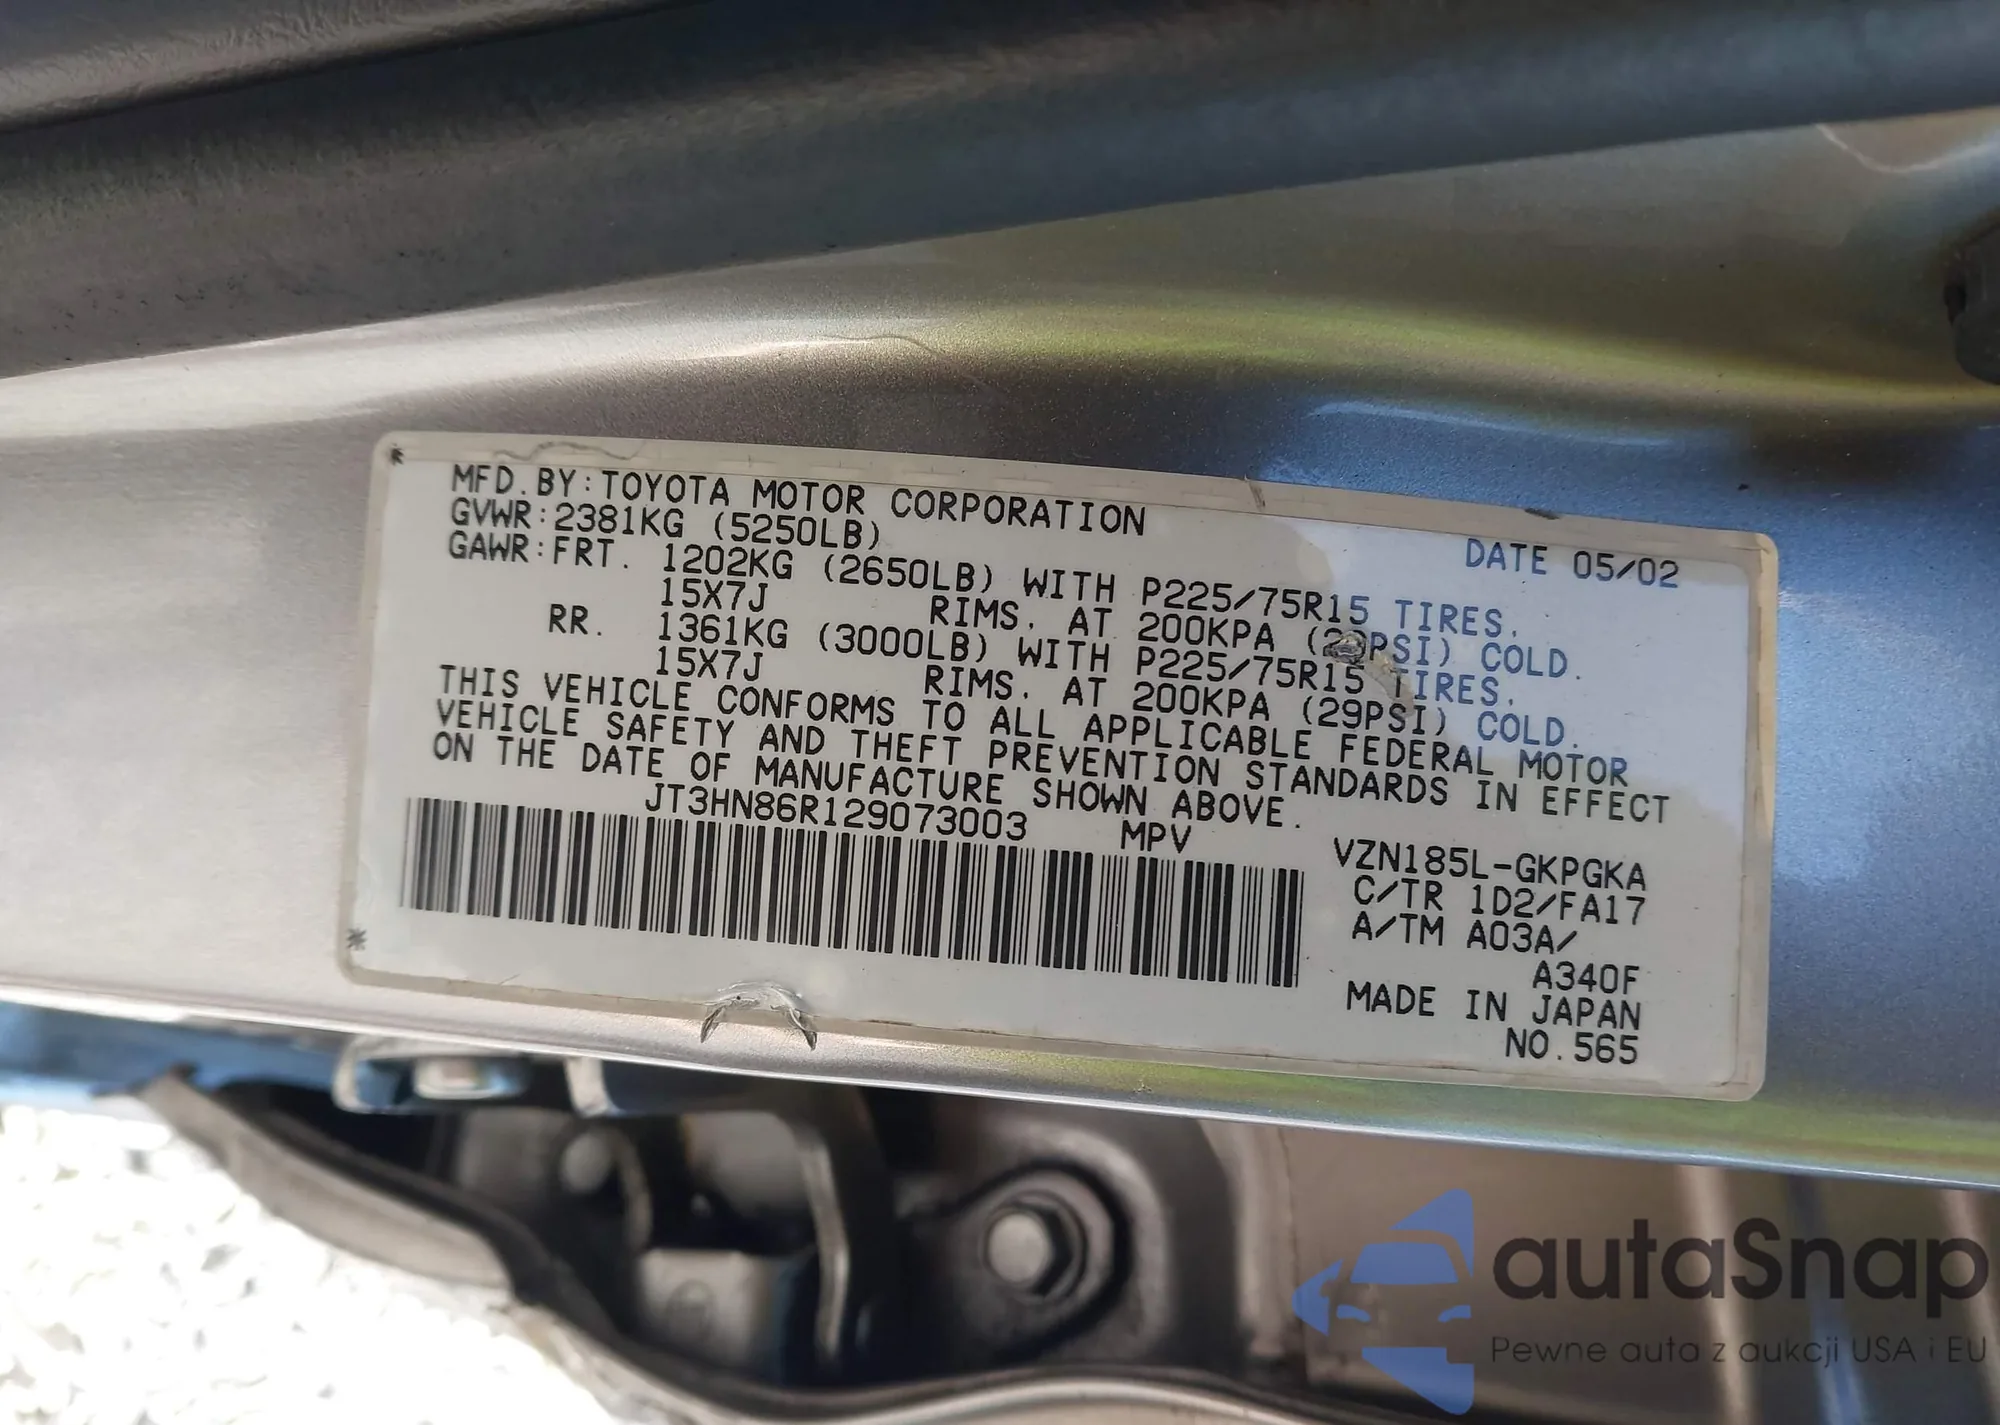 MFD. BY: TOYOTA MOTOR CORPORATION
DATE 05/02
GVWR: 2381KG (5250LB)
GAWR: FRT. 1202KG (2650LB) WITH P225/75R15 TIRES.
15X7J RIMS. AT 200KPA (29PSI) COLD.
RR. 1361KG (3000LB) WITH P225/75R15 TIRES.
15X7J RIMS. AT 200KPA (29PSI) COLD.
THIS VEHICLE CONFORMS TO ALL APPLICABLE FEDERAL MOTOR
VEHICLE SAFETY AND THEFT PREVENTION STANDARDS IN EFFECT
ON THE DATE OF MANUFACTURE SHOWN ABOVE.
JT3HN86R129073003 MPV
VZN185L-GKPGKA
C/TR 1D2/FA17
A/TM A03A/
A340F
MADE IN JAPAN
NO. 565
autaSnap
Pewne auta z aukcji USA i EU